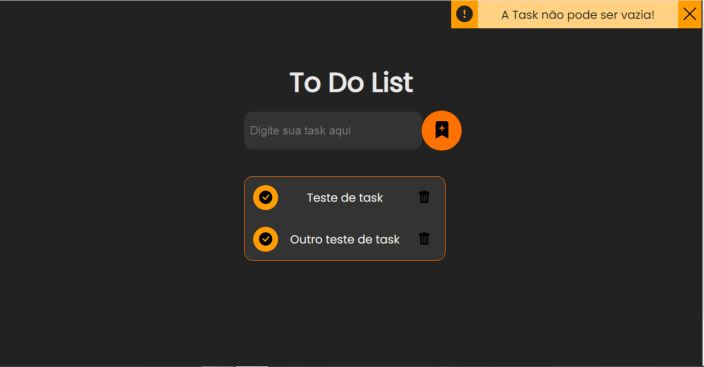 A Task não pode ser vazia!
To Do List
Digite sua task aqui
Teste de task
Outro teste de task